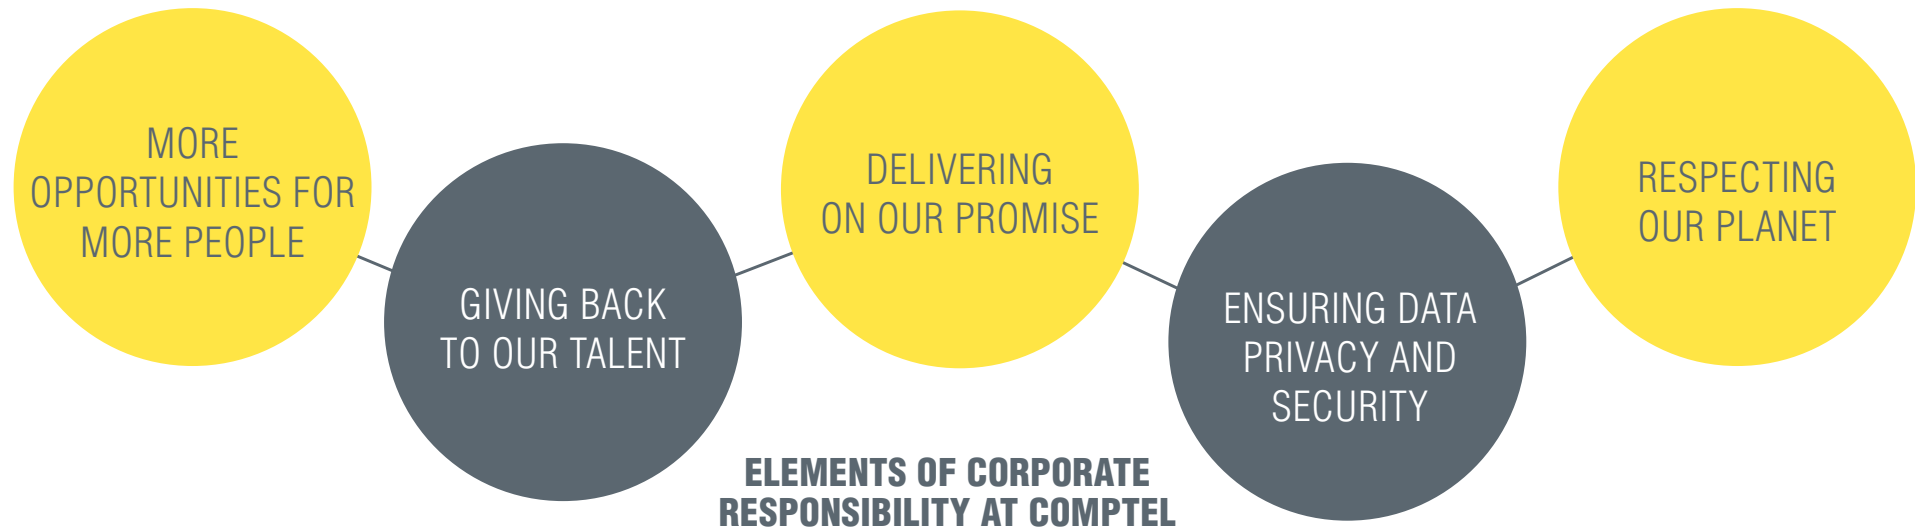 MORE
OPPORTUNITIES FOR
MORE PEOPLE
GIVING BACK
TO OUR TALENT
DELIVERING
ON OUR PROMISE
ENSURING DATA
PRIVACY AND
SECURITY
RESPECTING
OUR PLANET
ELEMENTS OF CORPORATE
RESPONSIBILITY AT COMPTEL